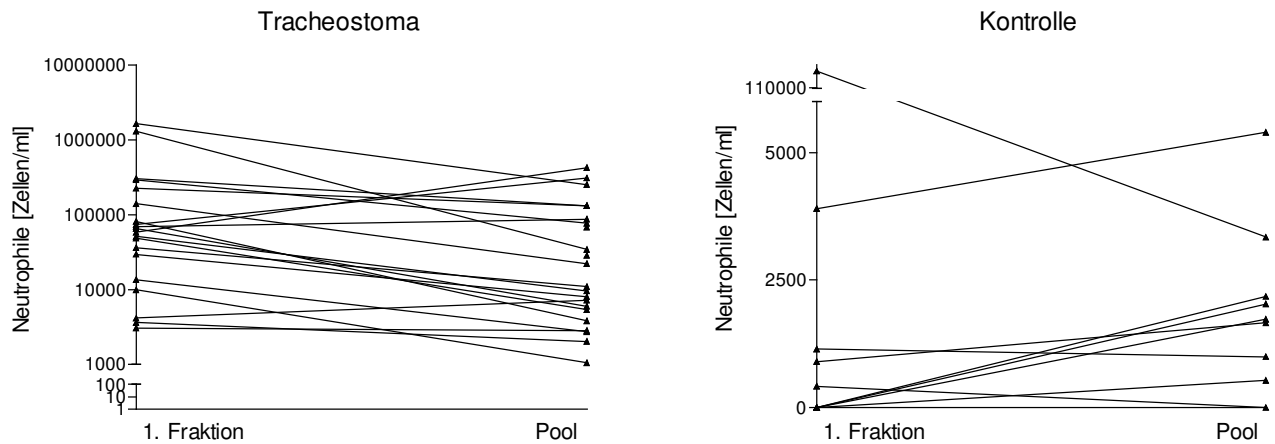 Tracheostoma
Neutrophile [Zellen/ml]
10000000
1000000
100000
10000
1000
100
10
1
1. Fraktion
Pool
Kontrolle
Neutrophile [Zellen/ml]
110000
5000
2500
0
1. Fraktion
Pool